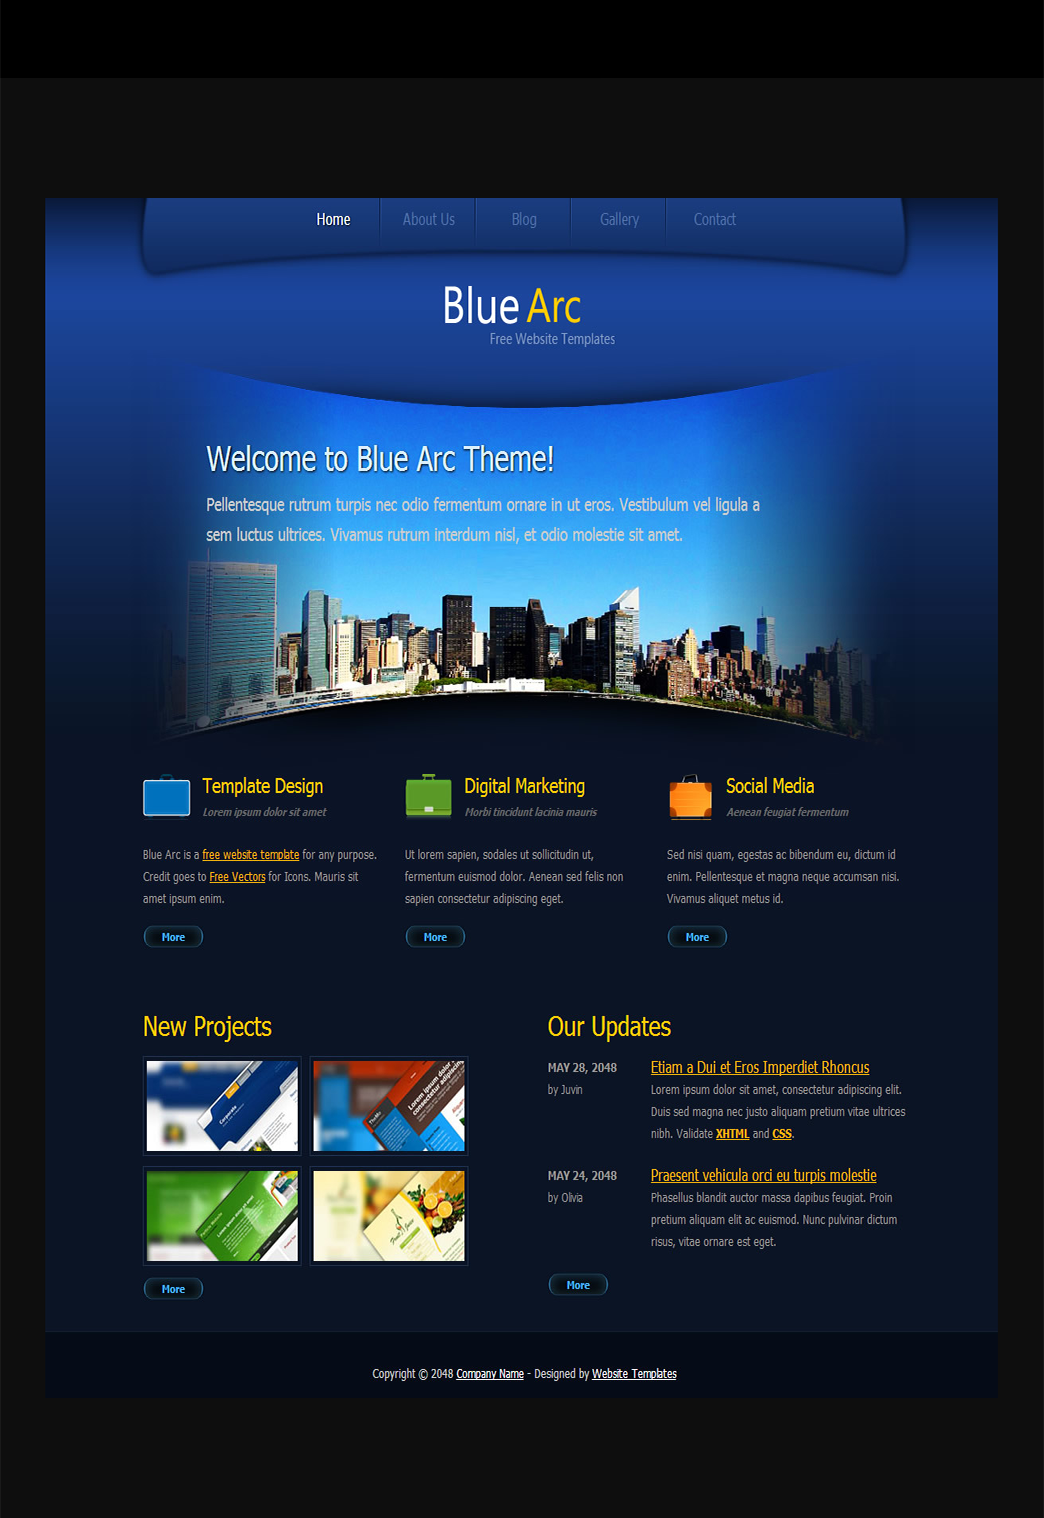 Home
About Us
Blog
Gallery
Contact
Blue Arc
Free Website Templates
Welcome to Blue Arc Theme!
Pellentesque rutrum turpis nec odio fermentum ornare in ut eros. Vestibulum vel ligula a
sem luctus ultrices. Vivamus rutrum interdum nisl, et odio molestie sit amet.
Template Design
Lorem ipsum dolor sit amet
Blue Arc is a free website template for any purpose.
Credit goes to Free Vectors for Icons. Mauris sit
amet ipsum enim.
More
Digital Marketing
Morbi tincidunt lacinia mauris
Ut lorem sapien, sodales ut sollicitudin ut,
fermentum euismod dolor. Aenean sed felis non
sapien consectetur adipiscing eget.
More
Social Media
Aenean feugiat fermentum
Sed nisi quam, egestas ac bibendum eu, dictum id
enim. Pellentesque et magna neque accumsan nisi.
Vivamus aliquet metus id.
More
New Projects
Corporate
Lorem ipsum dolor
consectetur adipiscing
More
Our Updates
MAY 28, 2048
by Juvin
Etiam a Dui et Eros Imperdiet Rhoncus
Lorem ipsum dolor sit amet, consectetur adipiscing elit.
Duis sed magna nec justo aliquam pretium vitae ultrices
nibh. Validate XHTML and CSS.
MAY 24, 2048
by Olivia
Praesent vehicula orci eu turpis molestie
Phasellus blandit auctor massa dapibus feugiat. Proin
pretium aliquam elit ac euismod. Nunc pulvinar dictum
risus, vitae ornare est eget.
More
Copyright © 2048 Company Name - Designed by Website Templates